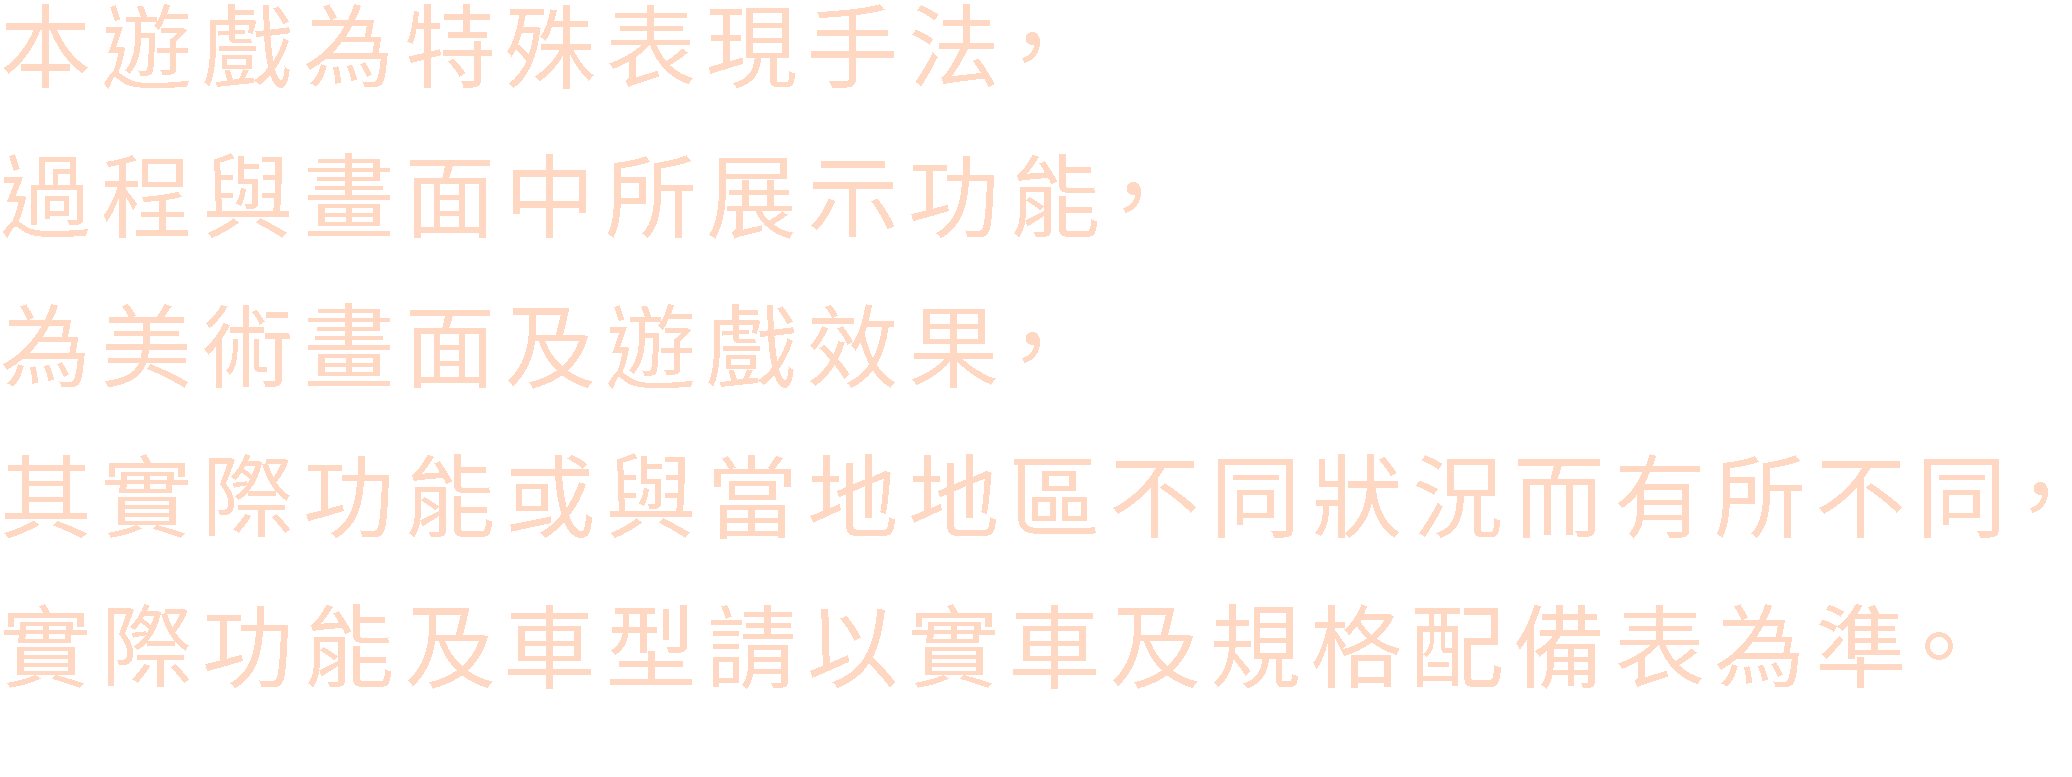 本遊戲為特殊表現手法，
過程與畫面中所展示功能，
為美術畫面及遊戲效果，
其實際功能或與當地地區不同狀況而有所不同，
實際功能及車型請以實車及規格配備表為準。